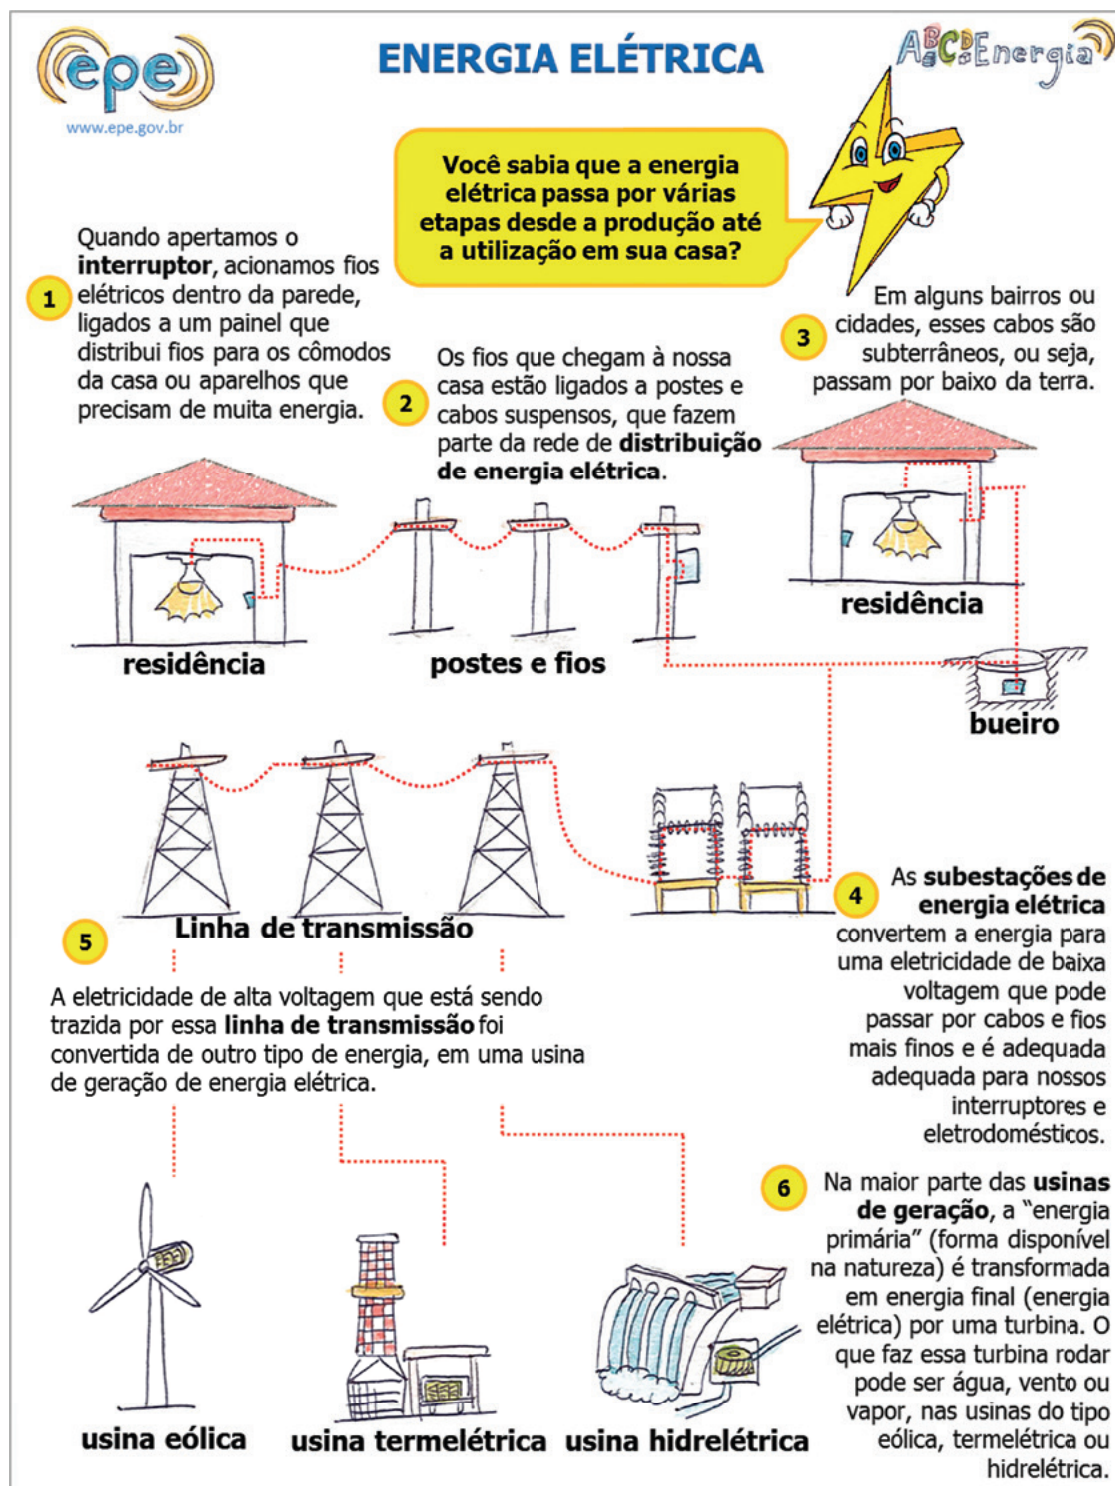 epe
www.epe.gov.br
ENERGIA ELÉTRICA
ABCDEnergia
Você sabia que a energia
elétrica passa por várias
etapas desde a produção até
a utilização em sua casa?
1
Quando apertamos o
interruptor, acionamos fios
elétricos dentro da parede,
ligados a um painel que
distribui fios para os cômodos
da casa ou aparelhos que
precisam de muita energia.
2
Os fios que chegam à nossa
casa estão ligados a postes e
cabos suspensos, que fazem
parte da rede de distribuição
de energia elétrica.
3
Em alguns bairros ou
cidades, esses cabos são
subterrâneos, ou seja,
passam por baixo da terra.
residência
postes e fios
residência
bueiro
4
As subestações de
energia elétrica
convertem a energia para
uma eletricidade de baixa
voltagem que pode
passar por cabos e fios
mais finos e é adequada
adequada para nossos
interruptores e
eletrodomésticos.
Linha de transmissão
5
A eletricidade de alta voltagem que está sendo
trazida por essa linha de transmissão foi
convertida de outro tipo de energia, em uma usina
de geração de energia elétrica.
6
Na maior parte das usinas
de geração, a “energia
primária” (forma disponível
na natureza) é transformada
em energia final (energia
elétrica) por uma turbina. O
que faz essa turbina rodar
pode ser água, vento ou
vapor, nas usinas do tipo
eólica, termelétrica ou
hidrelétrica.
usina eólica
usina termelétrica
usina hidrelétrica